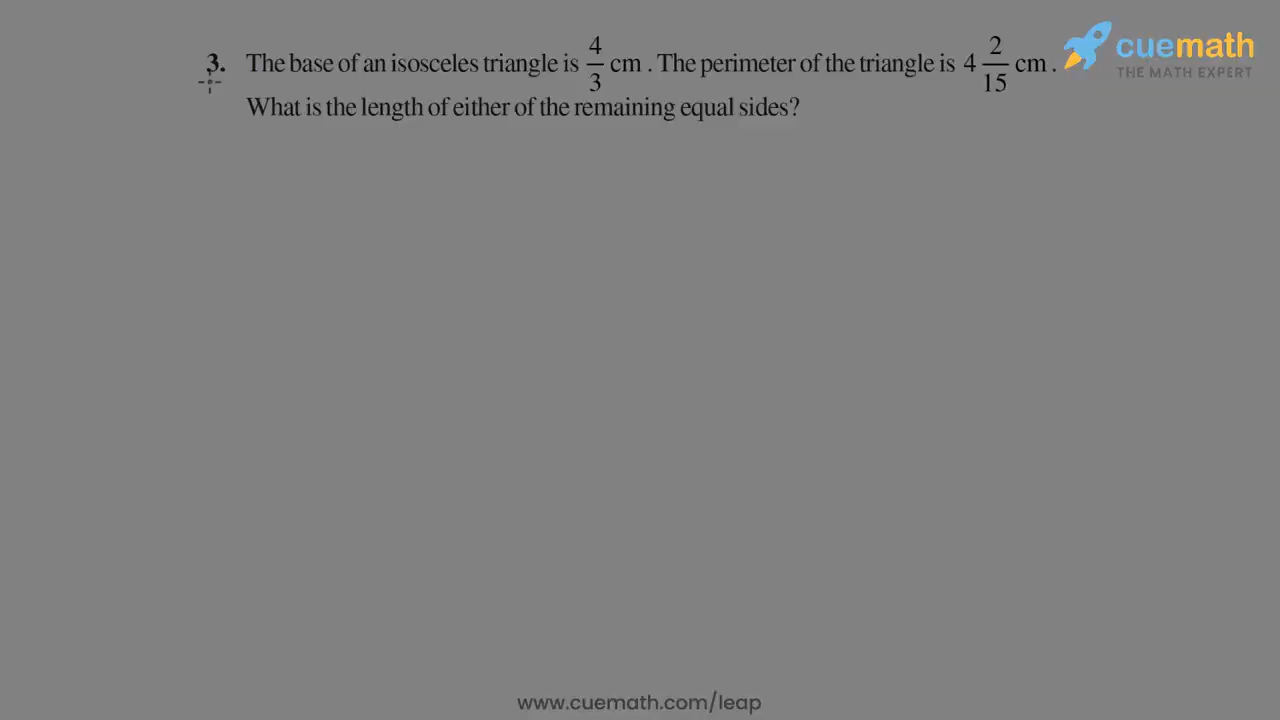 3. The base of an isosceles triangle is 4/3 cm . The perimeter of the triangle is 4 2/15 cm .
What is the length of either of the remaining equal sides?
cuemath
THE MATH EXPERT
www.cuemath.com/leap